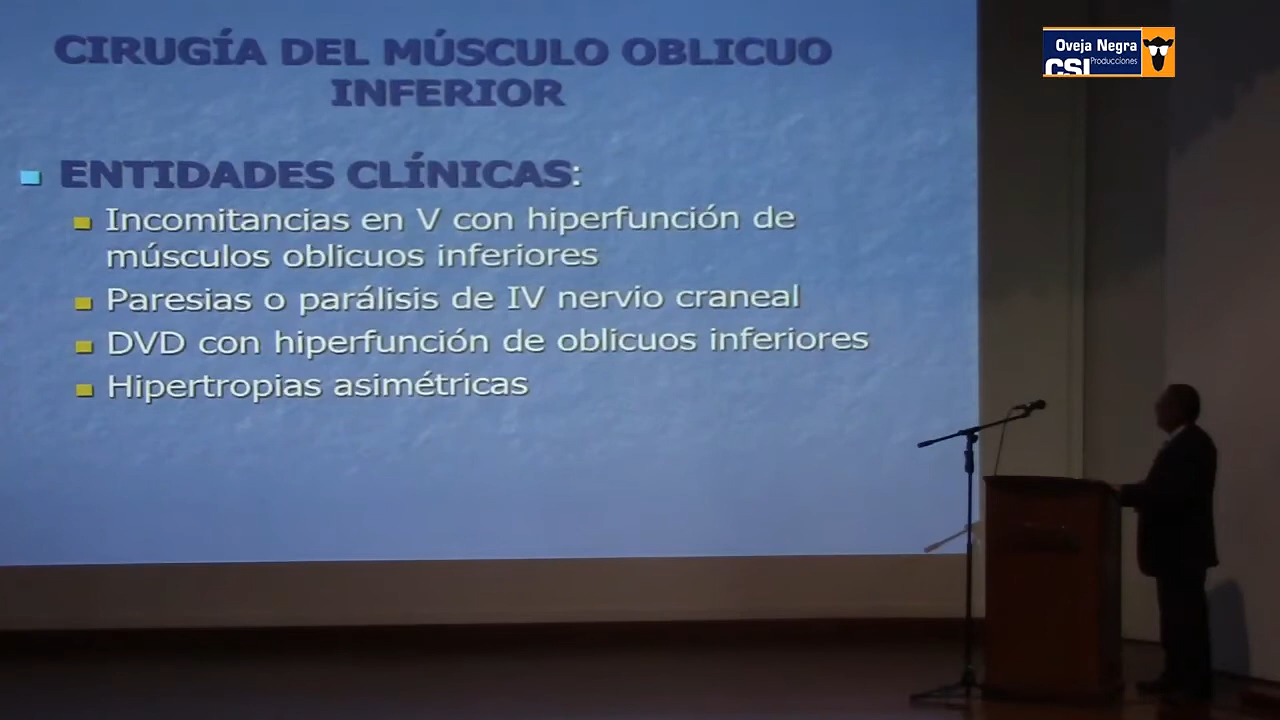 CIRUGÍA DEL MÚSCULO OBLICUO
INFERIOR
ENTIDADES CLÍNICAS:
Incomitancias en V con hiperfunción de
músculos oblicuos inferiores
Paresias o parálisis de IV nervio craneal
DVD con hiperfunción de oblicuos inferiores
Hipertropias asimétricas
Oveja Negra
CSI Producciones